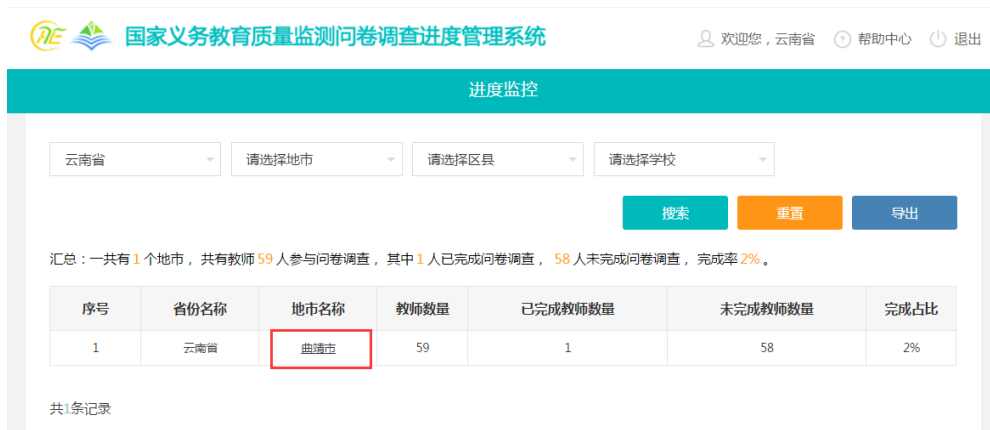 国家义务教育质量监测问卷调查进度管理系统 欢迎您，云南省 帮助中心 退出
进度监控
云南省 请选择地市 请选择区县 请选择学校
搜索 重置 导出
汇总：一共有1个地市，共有教师59人参与问卷调查，其中1人已完成问卷调查，58人未完成问卷调查，完成率2%。
序号 省份名称 地市名称 教师数量 已完成教师数量 未完成教师数量 完成占比
1 云南省 曲靖市 59 1 58 2%
共1条记录